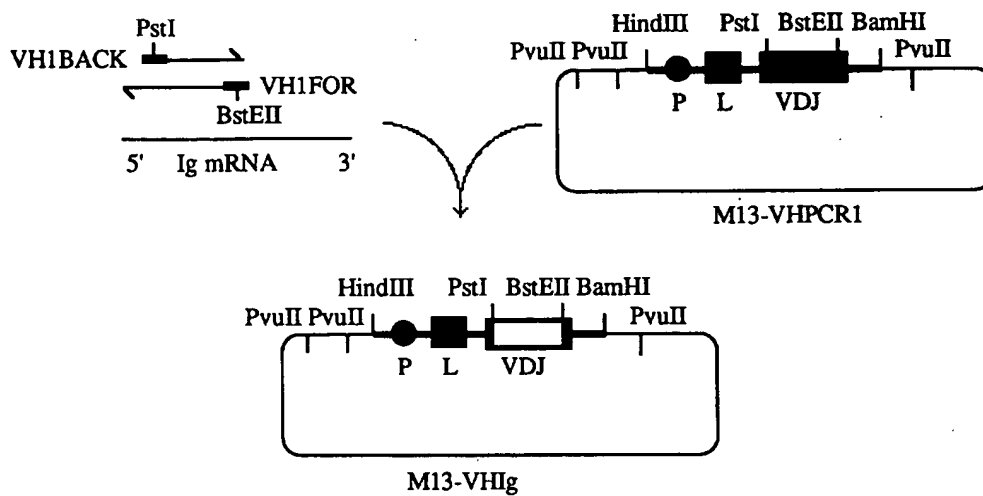 PstI
VH1BACK
VH1FOR
BstEII
5' Ig mRNA 3'
HindIII PstI BstEII BamHI
PvuII PvuII PvuII
P L VDJ
M13-VHPCR1
HindIII PstI BstEII BamHI
PvuII PvuII PvuII
P L VDJ
M13-VHIg